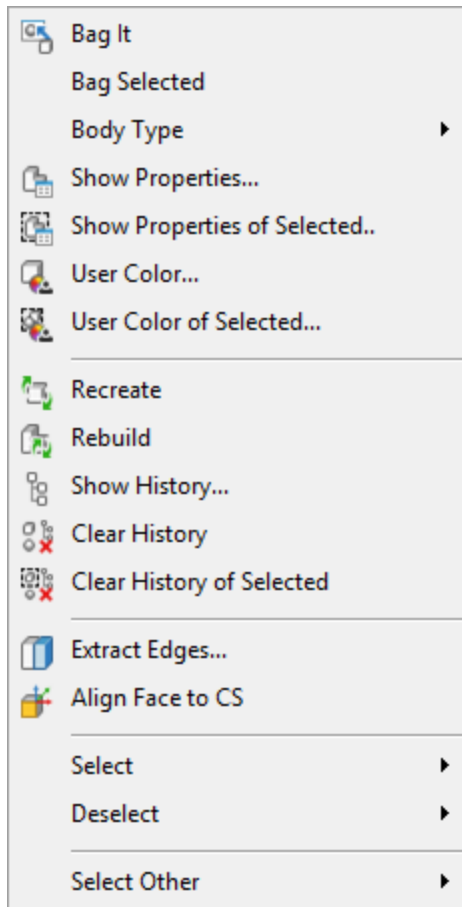 Bag It
Bag Selected
Body Type
Show Properties...
Show Properties of Selected..
User Color...
User Color of Selected...
Recreate
Rebuild
Show History...
Clear History
Clear History of Selected
Extract Edges...
Align Face to CS
Select
Deselect
Select Other